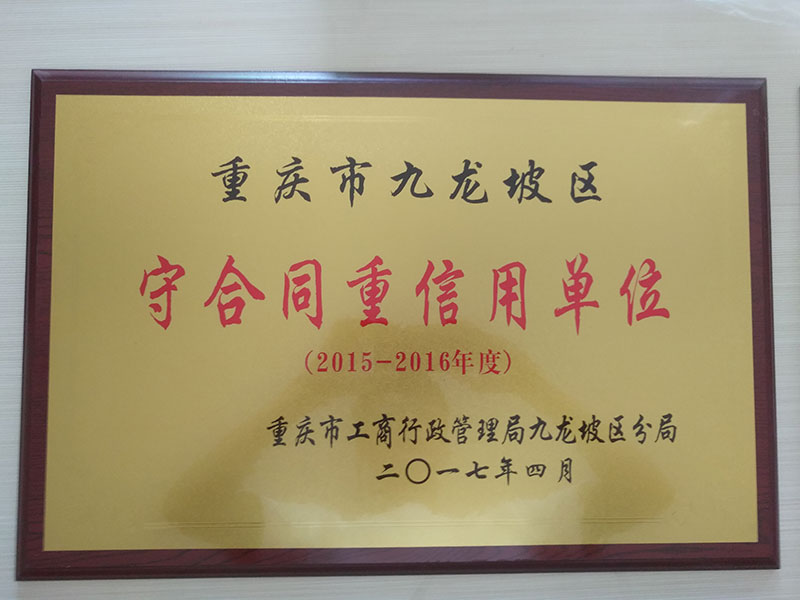 重庆市九龙坡区
守合同重信用单位
(2015-2016年度)
重庆市工商行政管理局九龙坡区分局
二〇一七年四月